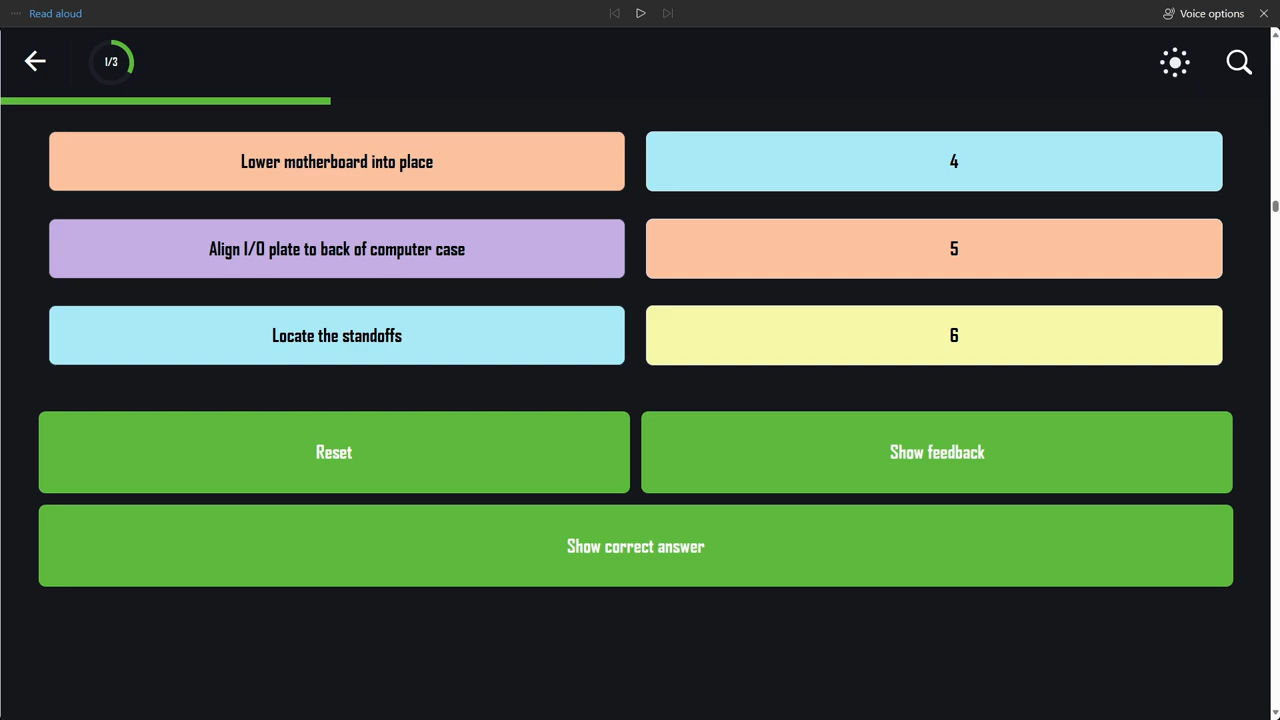 Read aloud
Voice options
1/3
Lower motherboard into place
4
Align I/O plate to back of computer case
5
Locate the standoffs
6
Reset
Show feedback
Show correct answer